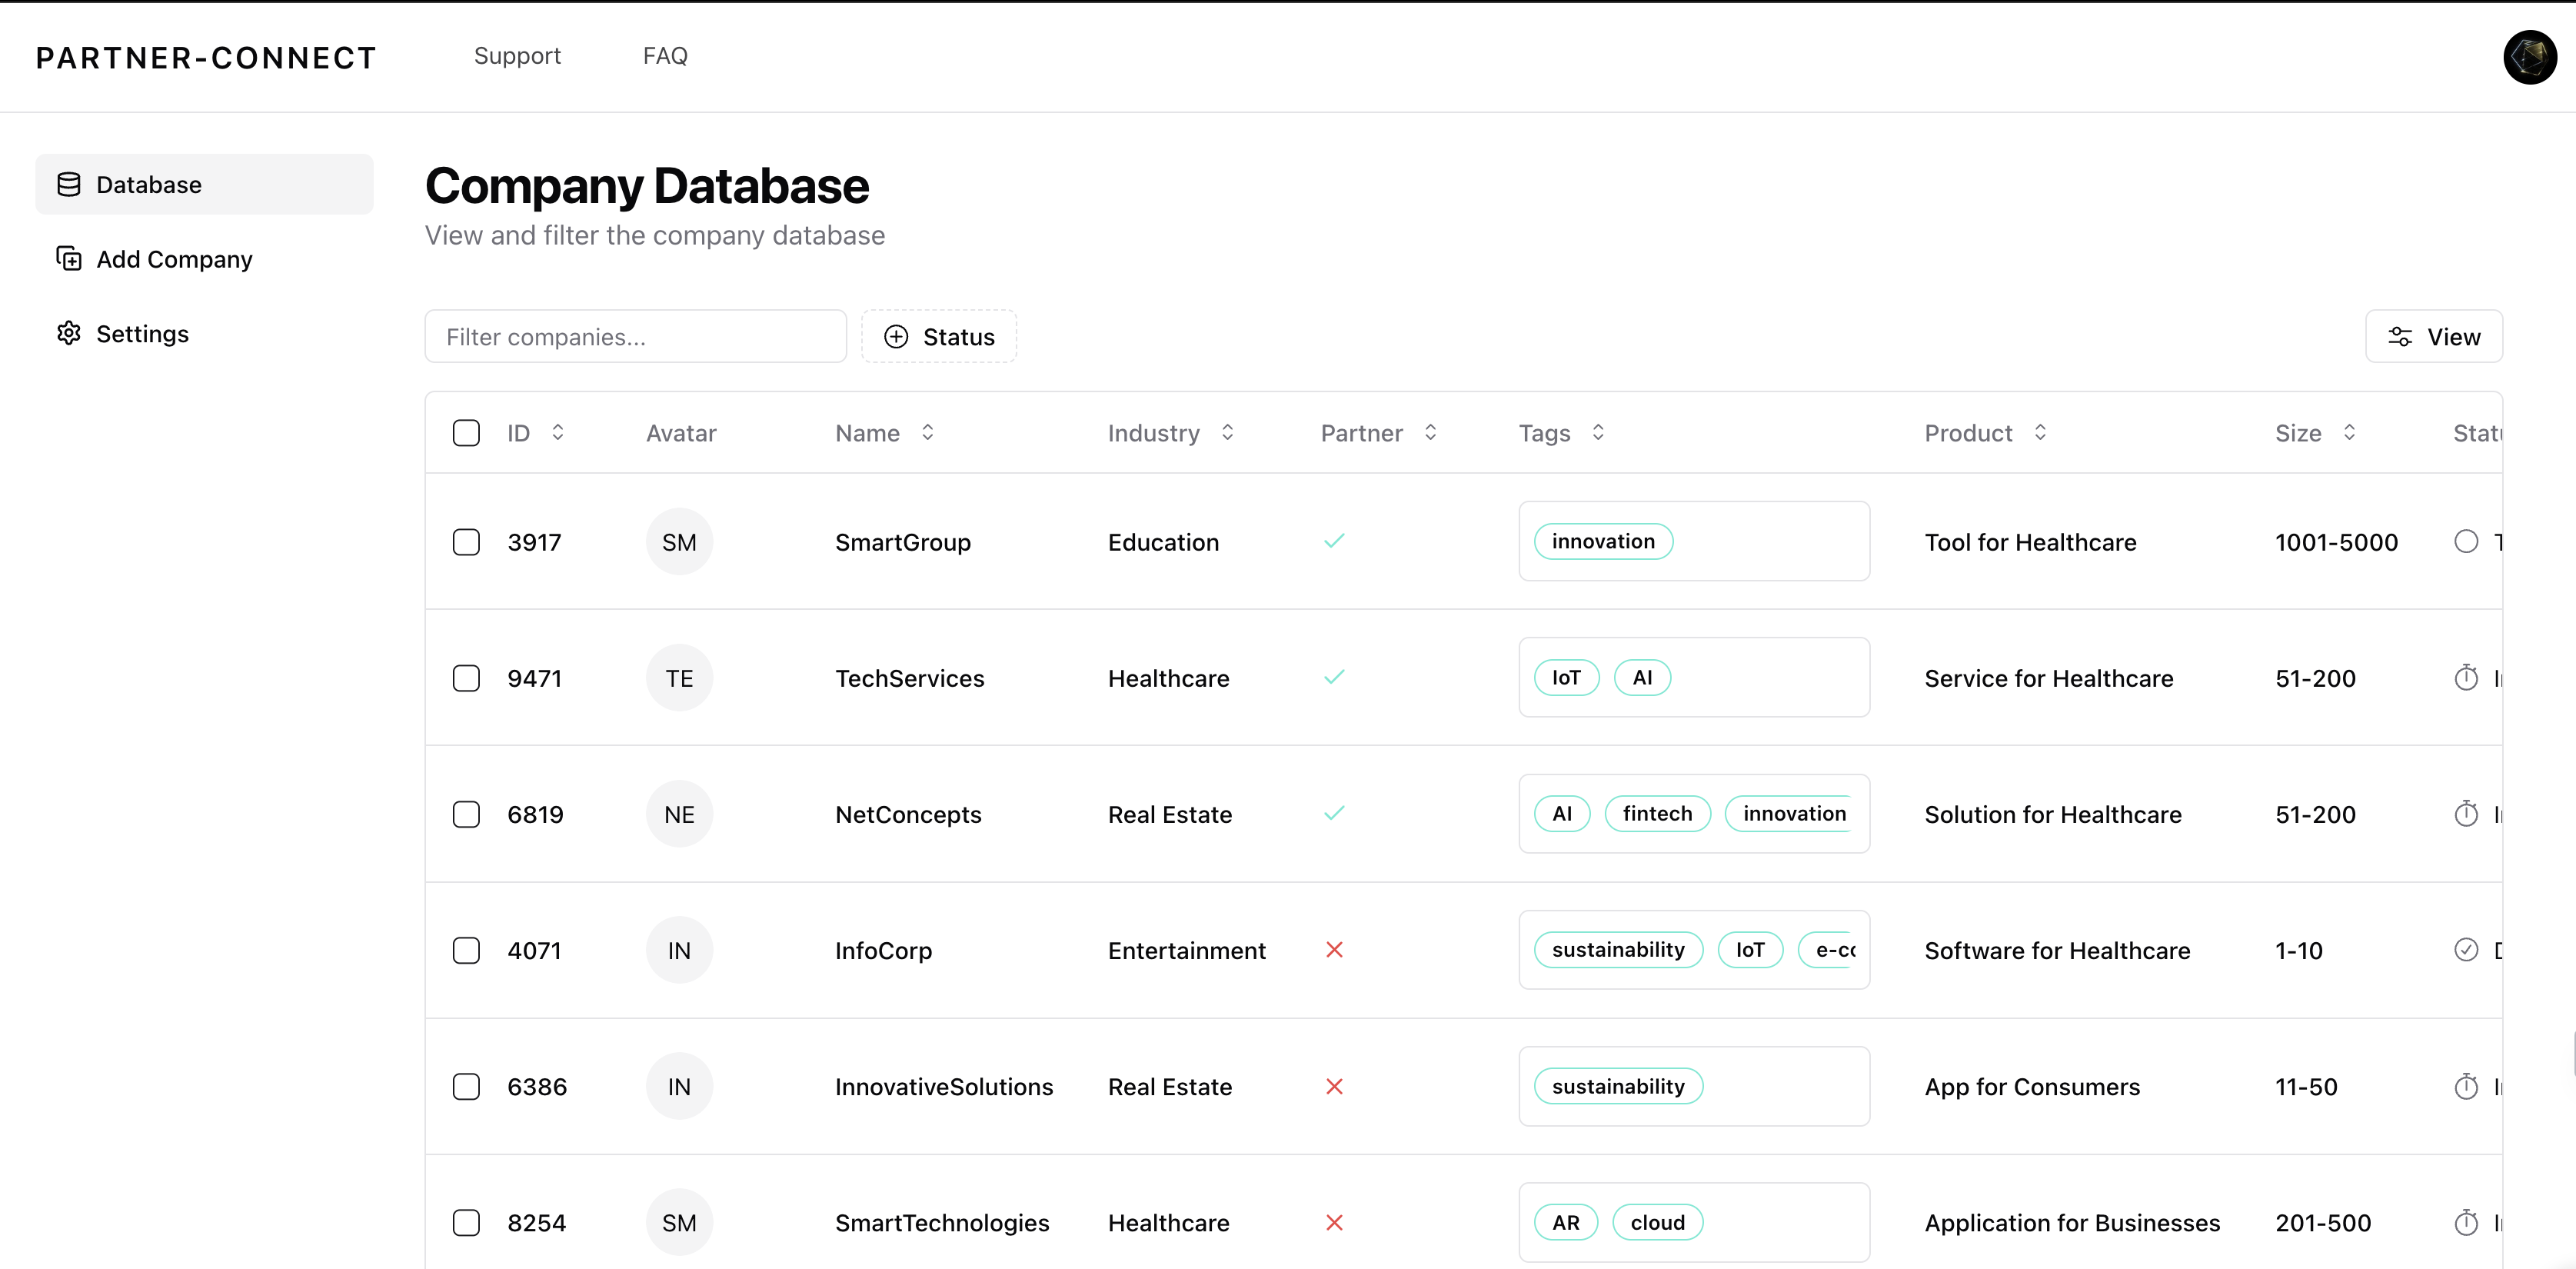 PARTNER-CONNECT Support FAQ
Database
Add Company
Settings
Company Database
View and filter the company database
Filter companies... Status View
ID Avatar Name Industry Partner Tags Product Size
3917 SM SmartGroup Education innovation Tool for Healthcare 1001-5000
9471 TE TechServices Healthcare IoT AI Service for Healthcare 51-200
6819 NE NetConcepts Real Estate AI fintech innovation Solution for Healthcare 51-200
4071 IN InfoCorp Entertainment sustainability IoT Software for Healthcare 1-10
6386 IN InnovativeSolutions Real Estate sustainability App for Consumers 11-50
8254 SM SmartTechnologies Healthcare AR cloud Application for Businesses 201-500